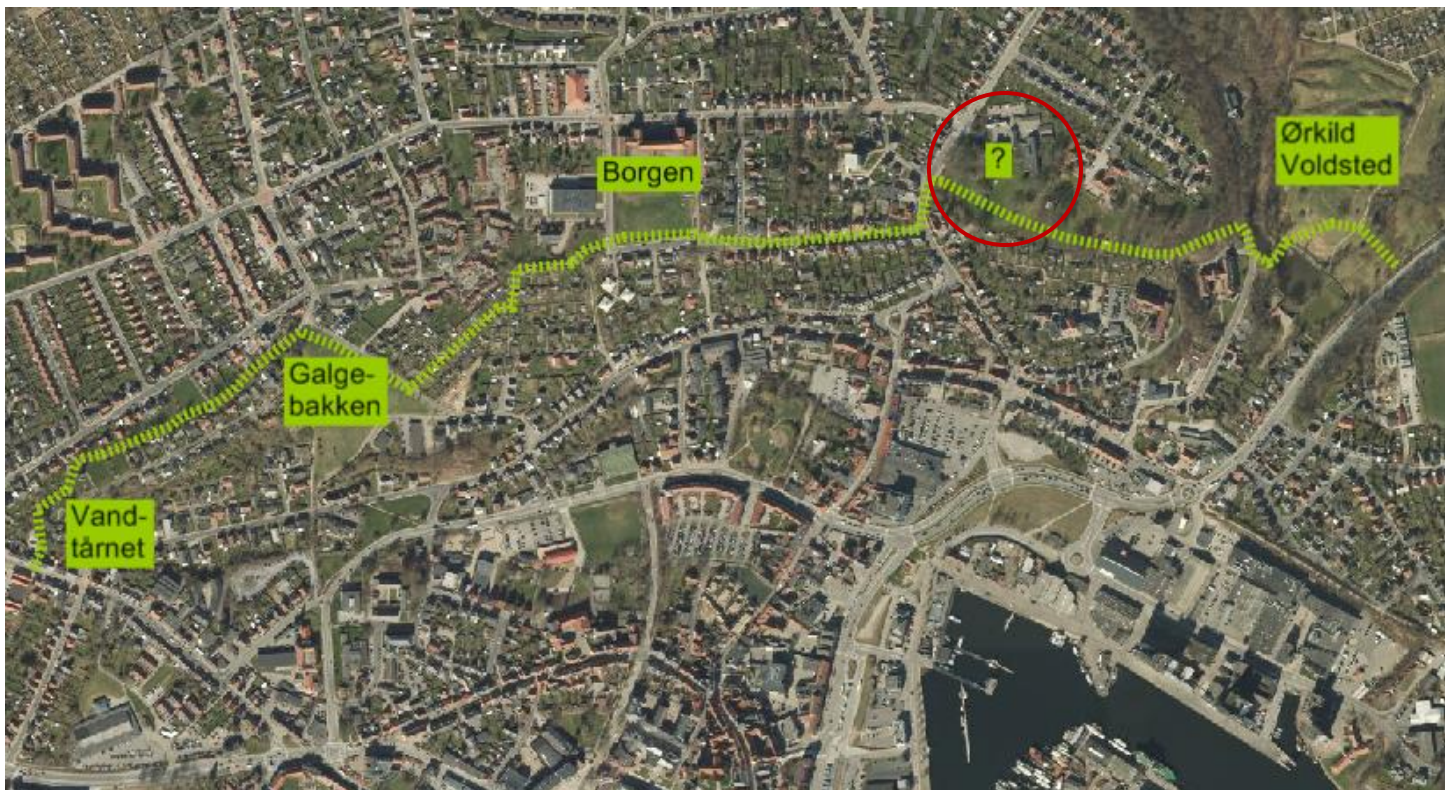 Borgen
?
Ørkild
Voldsted
Galge-
bakken
Vand-
tårnet